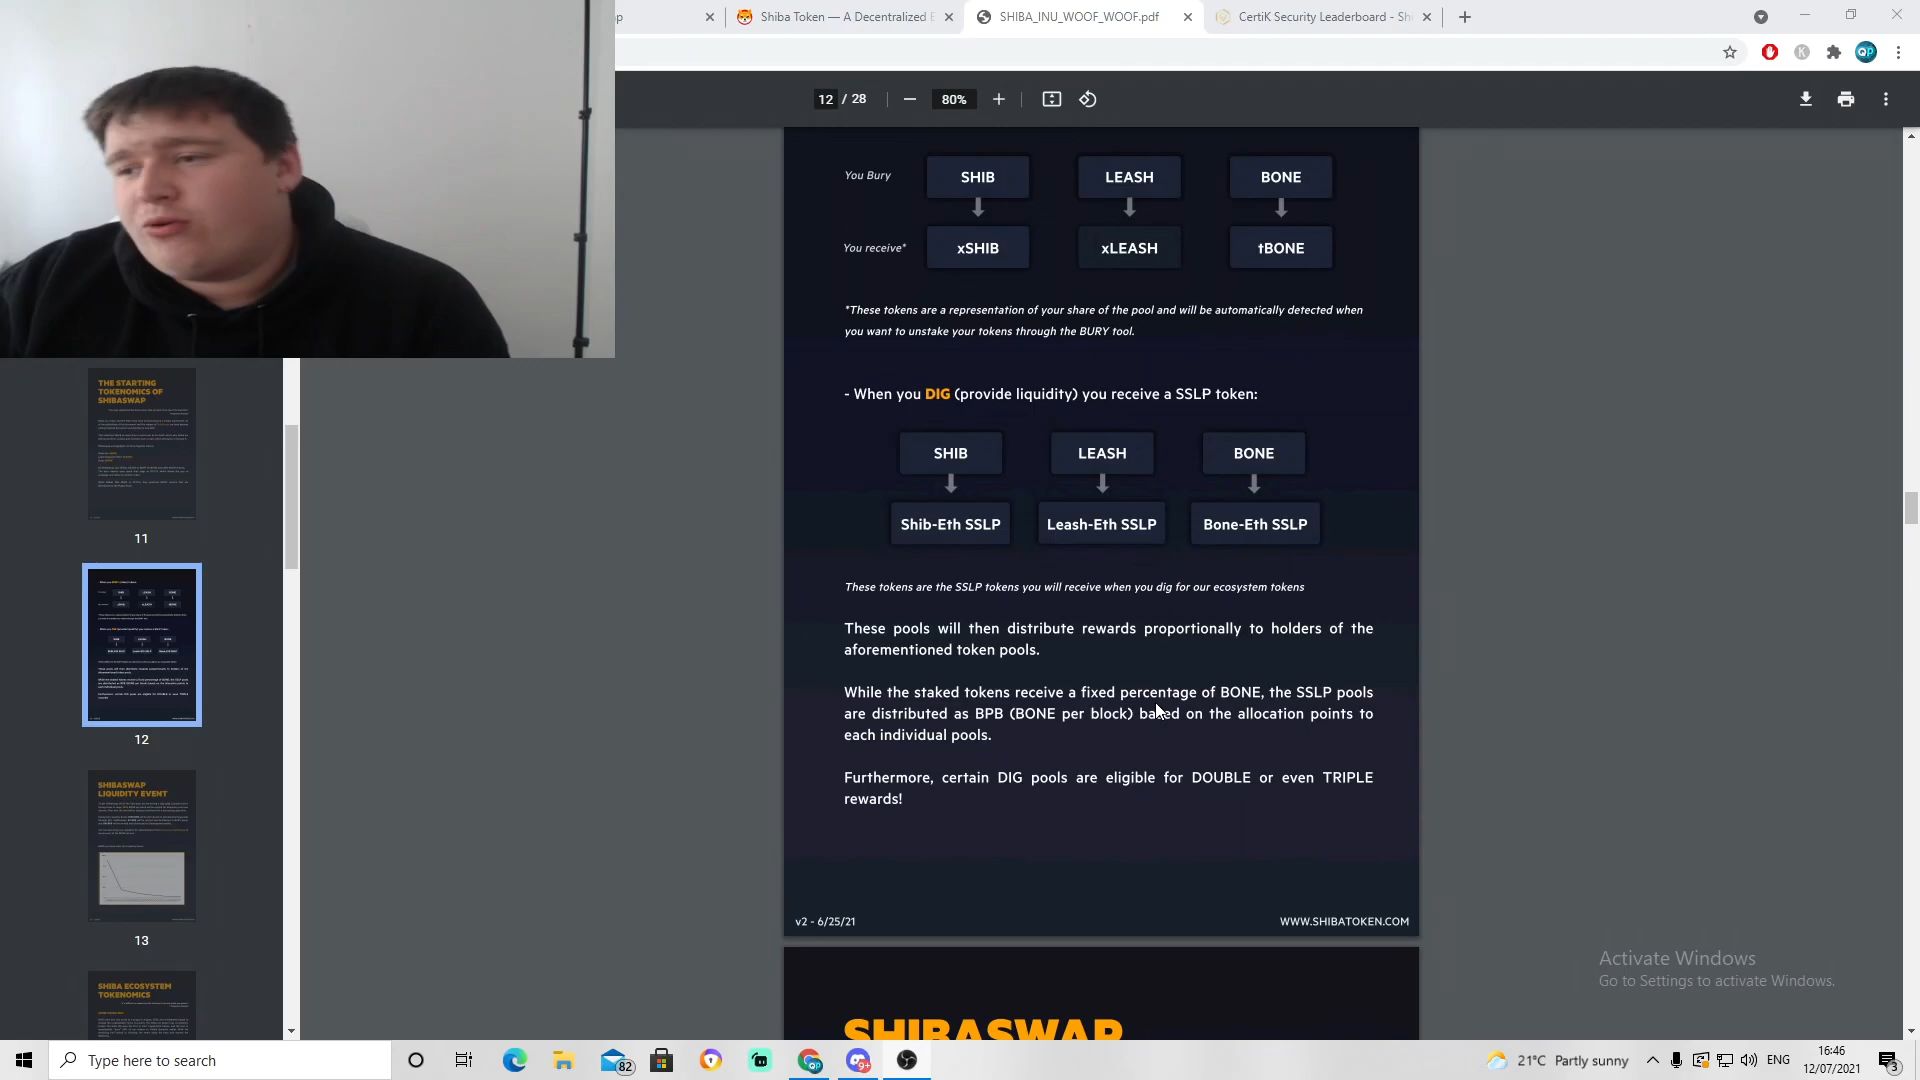 Shiba Token — A Decentralized E
SHIBA_INU_WOOF_WOOF.pdf
CertiK Security Leaderboard - Shi
12 / 28
80%
You Bury
SHIB
LEASH
BONE
You receive*
xSHIB
xLEASH
tBONE
*These tokens are a representation of your share of the pool and will be automatically detected when
you want to unstake your tokens through the BURY tool.
- When you DIG (provide liquidity) you receive a SSLP token:
SHIB
LEASH
BONE
Shib-Eth SSLP
Leash-Eth SSLP
Bone-Eth SSLP
These tokens are the SSLP tokens you will receive when you dig for our ecosystem tokens
These pools will then distribute rewards proportionally to holders of the
aforementioned token pools.
While the staked tokens receive a fixed percentage of BONE, the SSLP pools
are distributed as BPB (BONE per block) based on the allocation points to
each individual pools.
Furthermore, certain DIG pools are eligible for DOUBLE or even TRIPLE
rewards!
v2 - 6/25/21
WWW.SHIBATOKEN.COM
SHIBASWAP
THE STARTING
TOKENOMICS OF
SHIBASWAP
11
12
SHIBASWAP
LIQUIDITY EVENT
13
SHIBA ECOSYSTEM
TOKENOMICS
Activate Windows
Go to Settings to activate Windows.
Type here to search
82
9+
21°C Partly sunny
ENG
16:46
12/07/2021
3